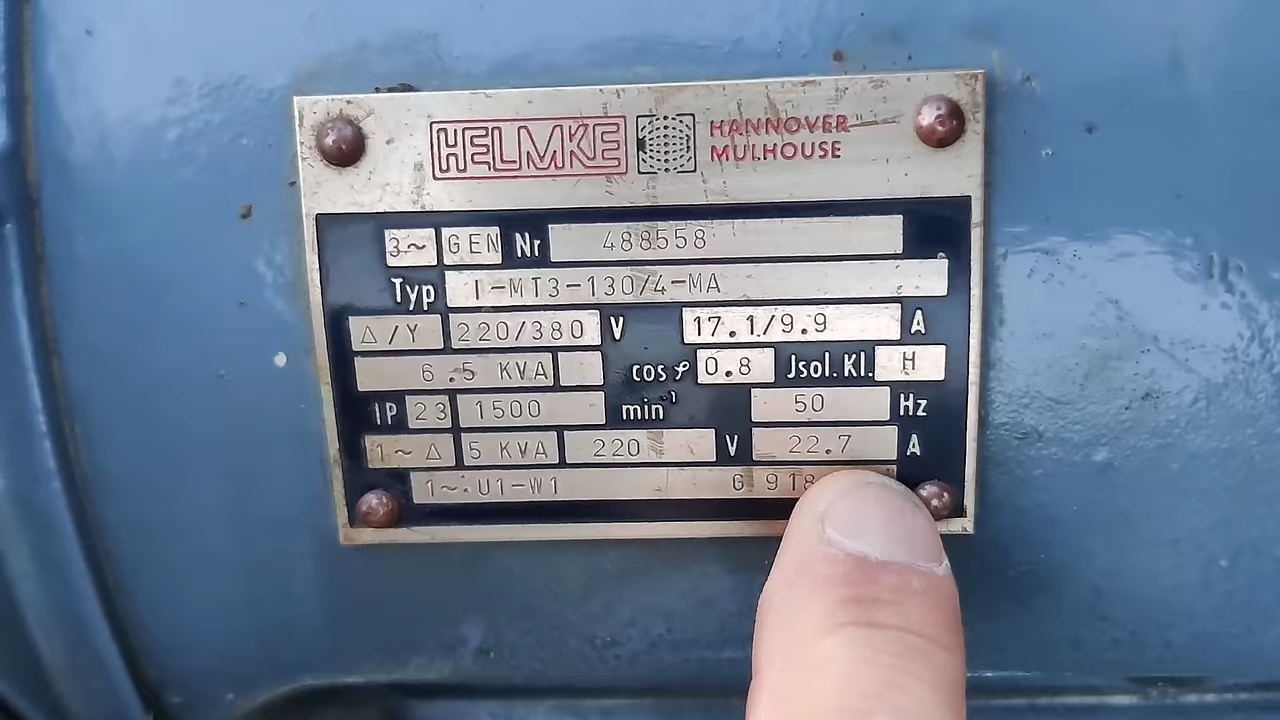 HELMKE HANNOVER
MULHOUSE
3~ GEN Nr 488558
Typ I-MT3-130/4-MA
Δ/Y 220/380 V 17.1/9.9 A
6.5 KVA cos φ 0.8 Jsol.Kl. H
IP 23 1500 min⁻¹ 50 Hz
1~ Δ 5 KVA 220 V 22.7 A
1~: U1-W1 G 918